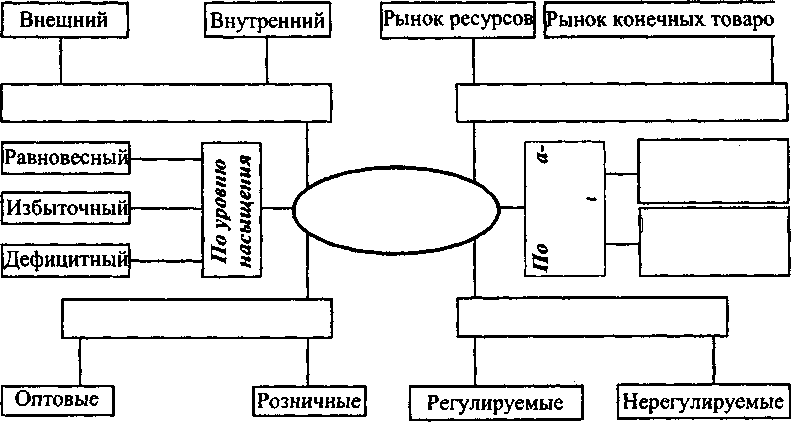 Внешний
Внутренний
Рынок ресурсов
Рынок конечных товаро
Равновесный
Избыточный
Дефицитный
По уровню
насыщения
По а-
Оптовые
Розничные
Регулируемые
Нерегулируемые